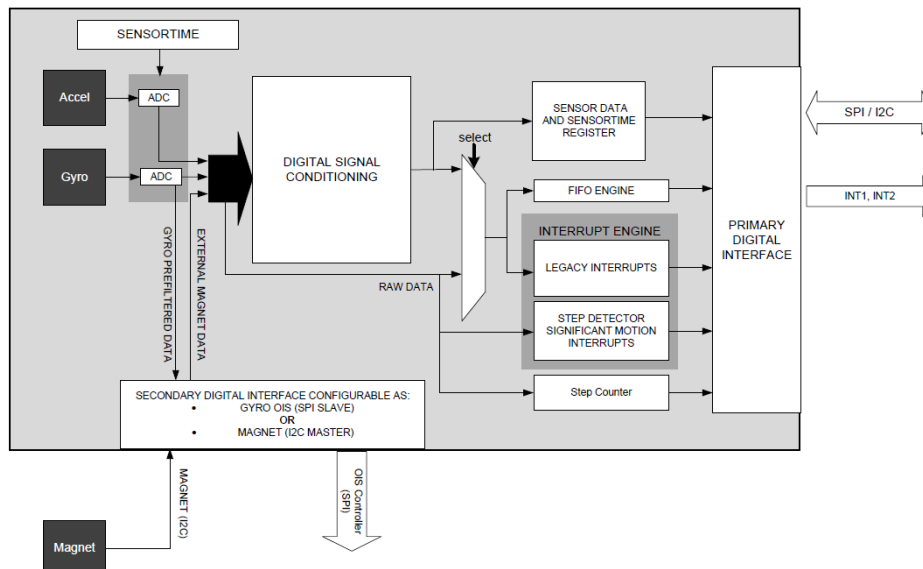 SENSORTIME
Accel
ADC
Gyro
ADC
DIGITAL SIGNAL
CONDITIONING
select
SENSOR DATA
AND SENSORTIME
REGISTER
FIFO ENGINE
INTERRUPT ENGINE
LEGACY INTERRUPTS
STEP DETECTOR
SIGNIFICANT MOTION
INTERRUPTS
Step Counter
PRIMARY
DIGITAL
INTERFACE
SPI / I2C
INT1, INT2
RAW DATA
GYRO PREFILTERED DATA
EXTERNAL MAGNET DATA
SECONDARY DIGITAL INTERFACE CONFIGURABLE AS:
• GYRO OIS (SPI SLAVE)
OR
• MAGNET (I2C MASTER)
MAGNET (I2C)
OIS Controller
(SPI)
Magnet